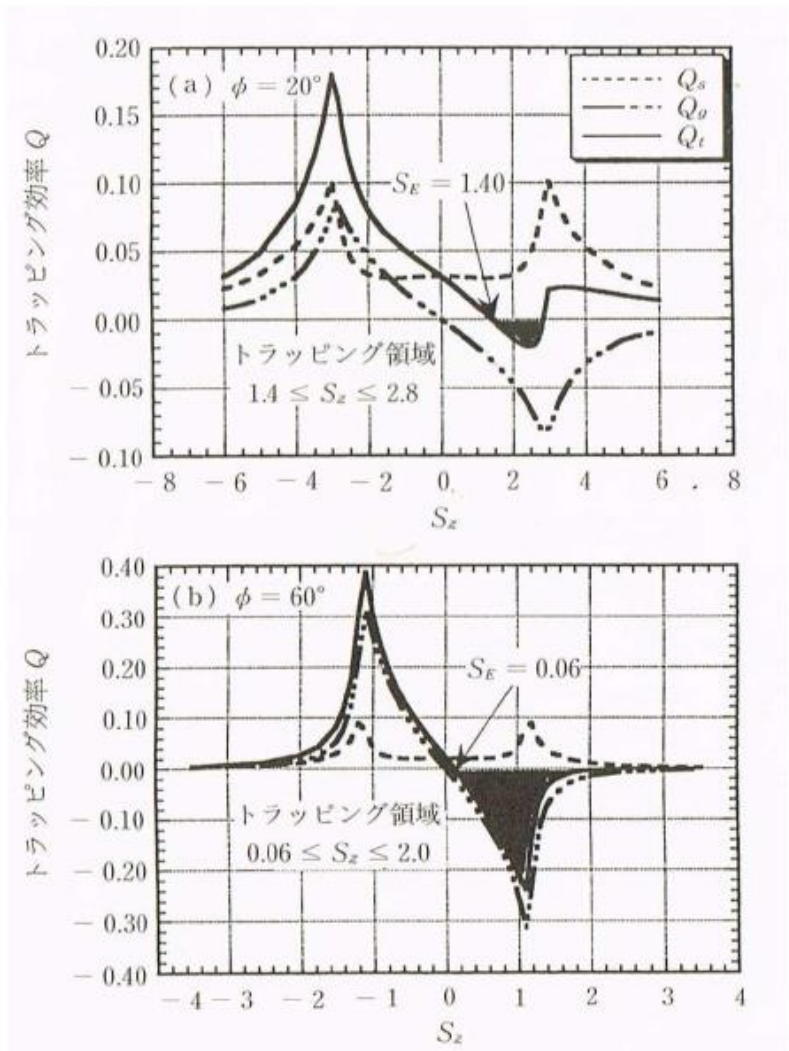 0.20
(a) ϕ = 20°
Qs
Qg
Qt
0.15
0.10
SE = 1.40
0.05
0.00
トラッピング領域
1.4 ≤ Sz ≤ 2.8
− 0.05
− 0.10
トラッピング効率 Q
− 8 − 6 − 4 − 2 0 2 4 6 8
Sz
0.40
(b) ϕ = 60°
0.30
0.20
SE = 0.06
0.10
0.00
トラッピング領域
0.06 ≤ Sz ≤ 2.0
− 0.10
− 0.20
− 0.30
− 0.40
トラッピング効率 Q
− 4 − 3 − 2 − 1 0 1 2 3 4
Sz